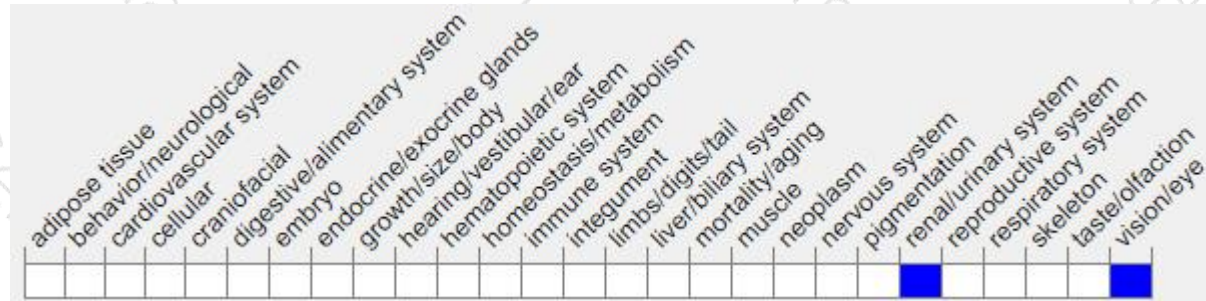 adipose tissue
behavior/neurological
cardiovascular system
cellular
craniofacial
digestive/alimentary system
embryo
endocrine/exocrine glands
growth/size/body
hearing/vestibular/ear
hematopoietic system
homeostasis/metabolism
immune system
integument
limbs/digits/tail
liver/biliary system
mortality/aging
muscle
neoplasm
nervous system
pigmentation
renal/urinary system
reproductive system
respiratory system
skeleton
taste/olfaction
vision/eye